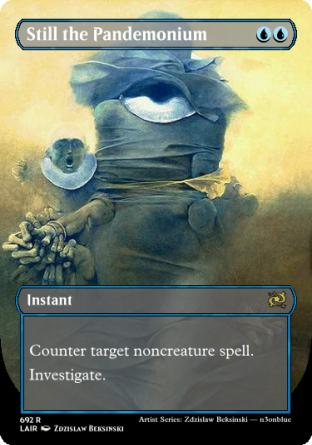 Still the Pandemonium
Instant
Counter target noncreature spell.
Investigate.
692 R
Artist Series: Zdzislaw Beksinski — n3onblue
LAIR Zdzislaw Beksinski